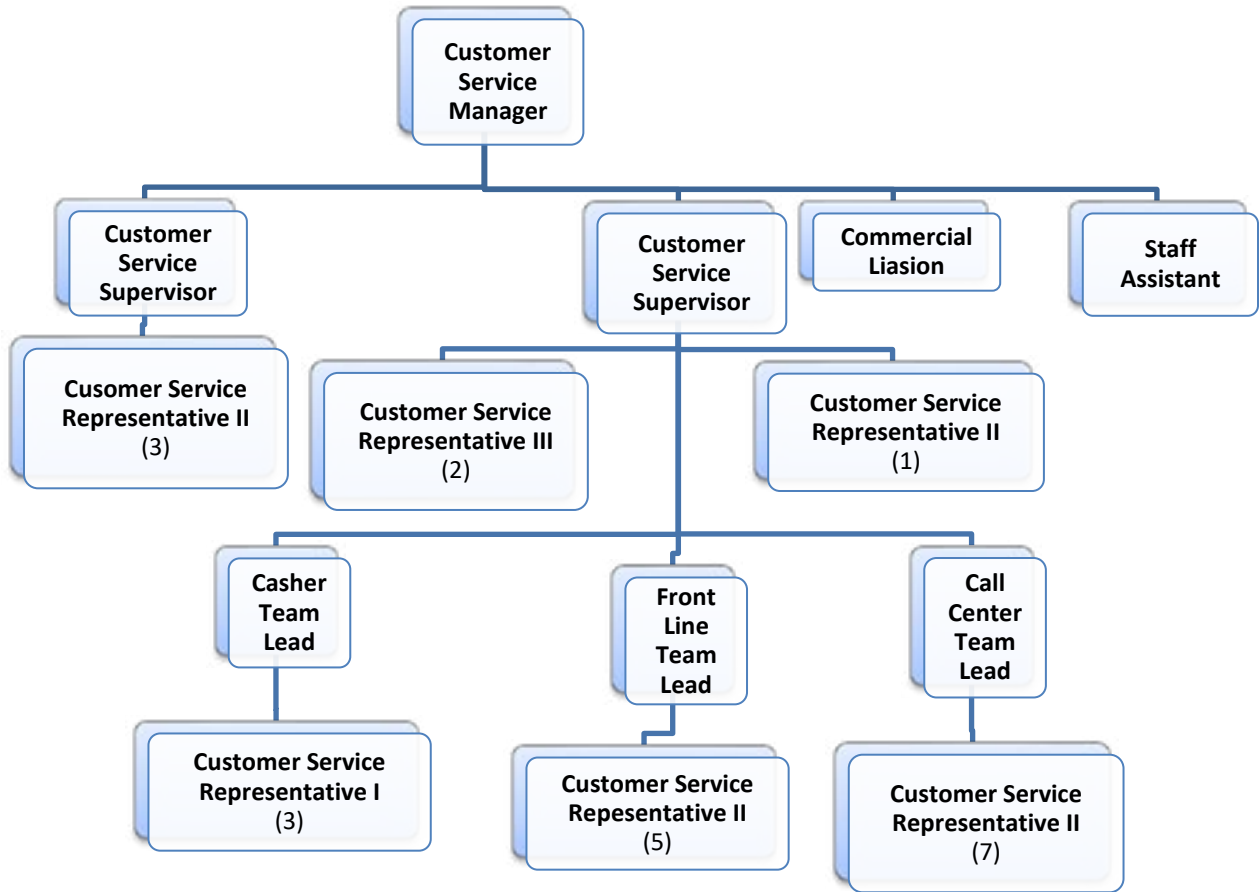 Customer
Service
Manager
Customer
Service
Supervisor
Customer
Service
Supervisor
Commercial
Liasion
Staff
Assistant
Cusomer Service
Representative II
(3)
Customer Service
Representative III
(2)
Customer Service
Representative II
(1)
Casher
Team
Lead
Front
Line
Team
Lead
Call
Center
Team
Lead
Customer Service
Representative I
(3)
Customer Service
Repesentative II
(5)
Customer Service
Representative II
(7)